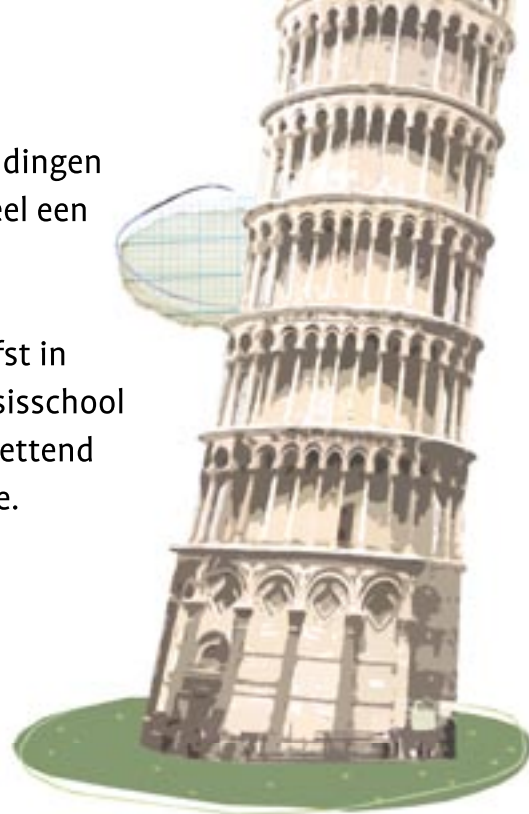 dingen
eel een
fst in
sisschool
ettend
e.